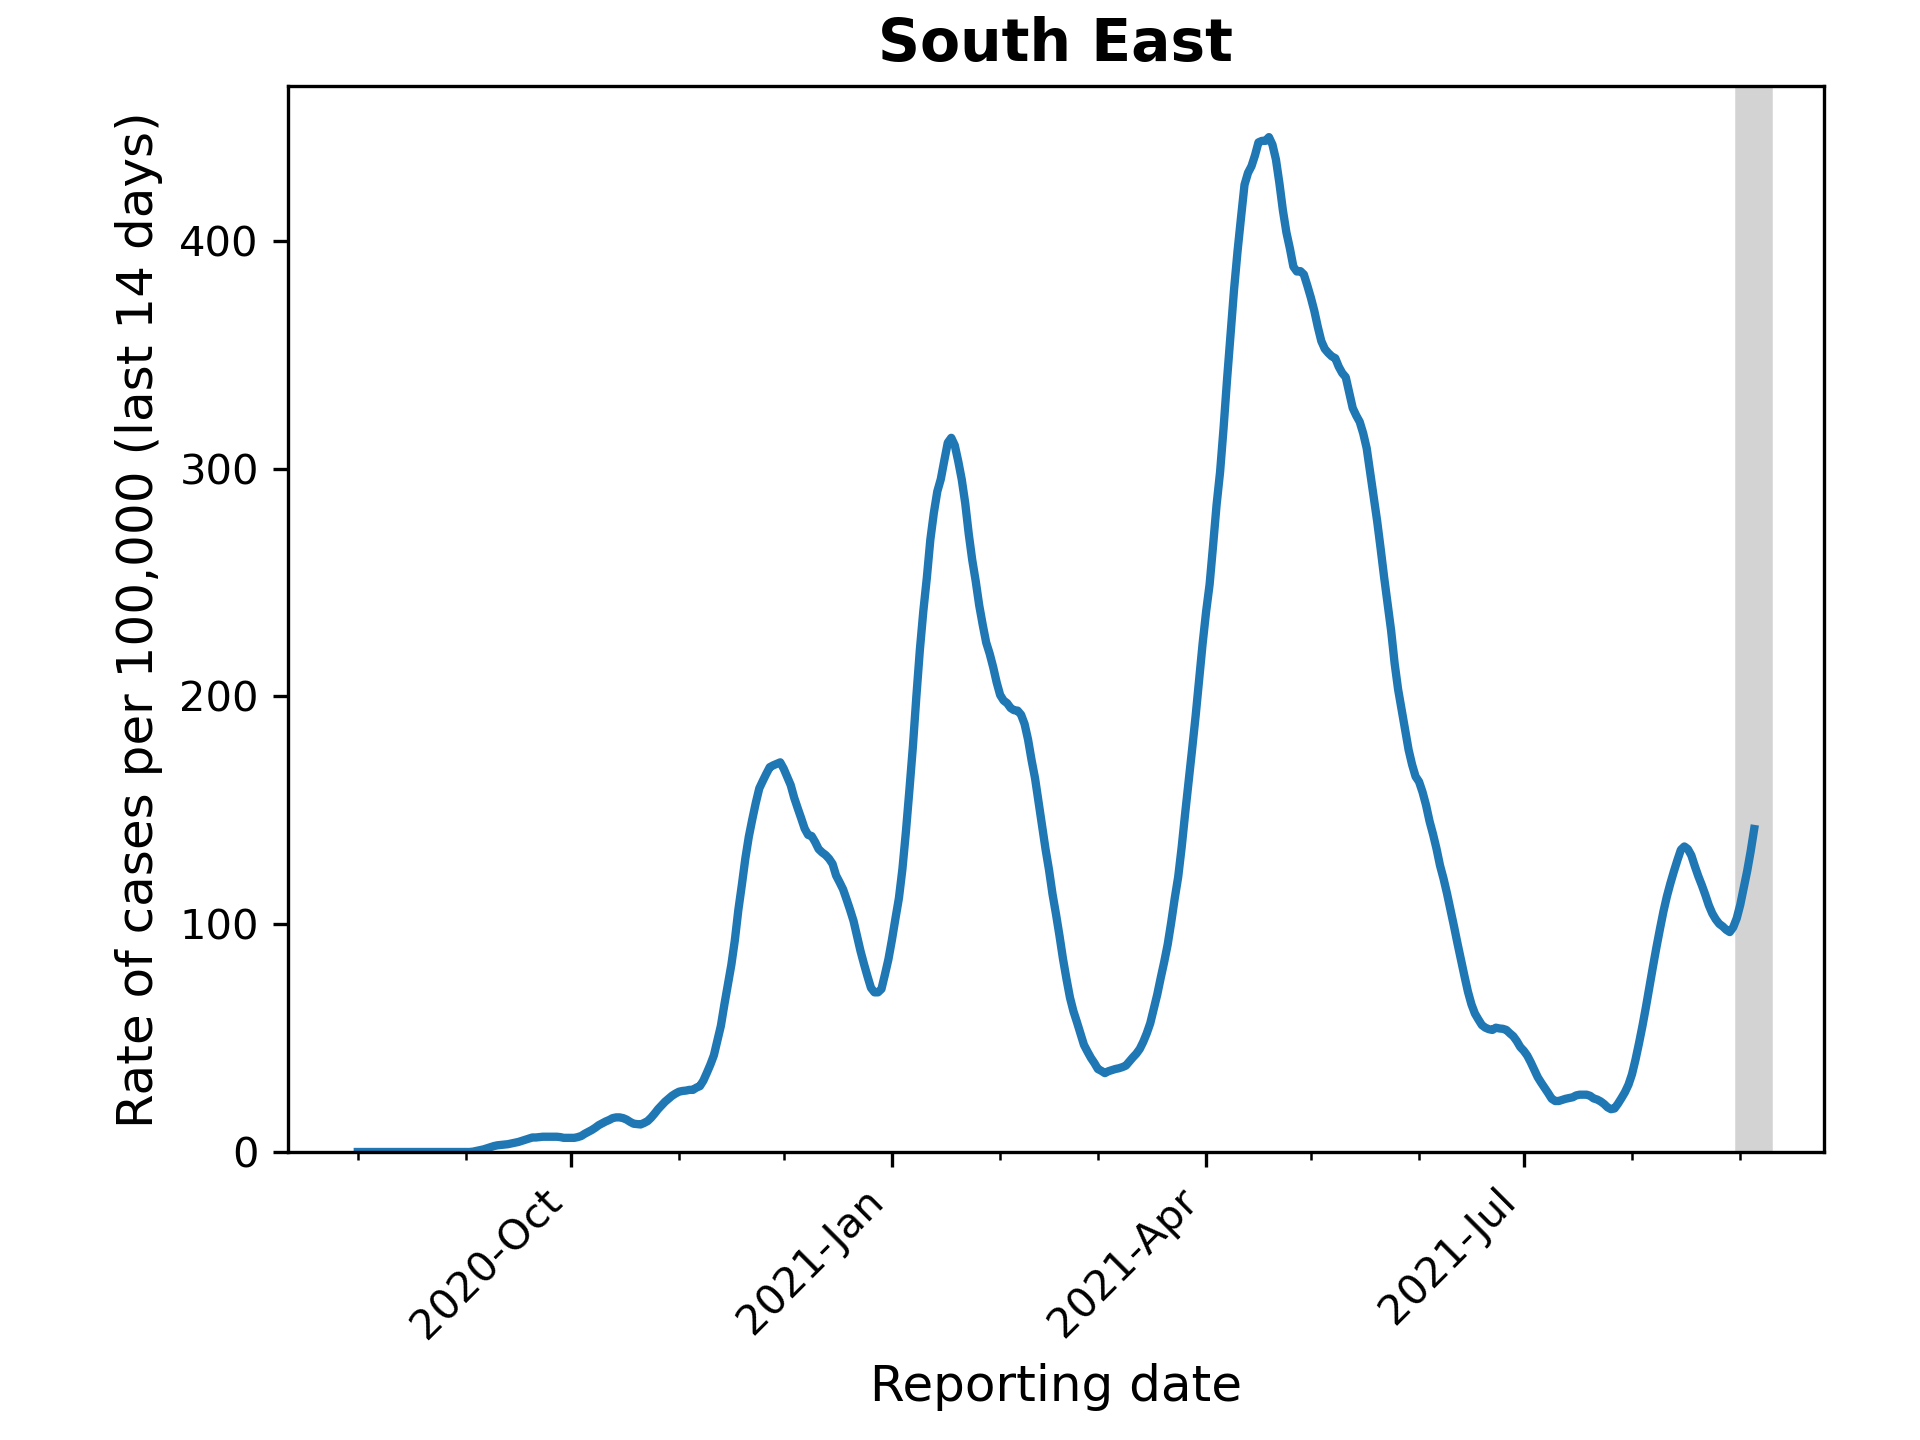 South East
Rate of cases per 100,000 (last 14 days)
400
300
200
100
0
2020-Oct
2021-Jan
2021-Apr
2021-Jul
Reporting date